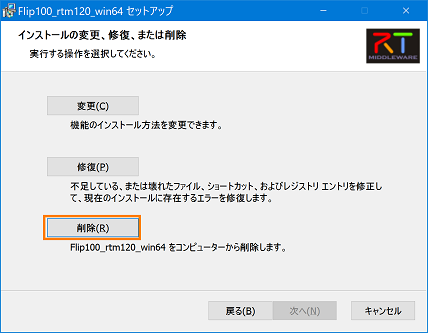 Flip100_rtm120_win64 セットアップ
インストールの変更、修復、または削除
実行する操作を選択してください。
RT
MIDDLEWARE
変更(C)
機能のインストール方法を変更できます。
修復(P)
不足している、または壊れたファイル、ショートカット、およびレジストリ エントリを修正し
て、現在のインストールに存在するエラーを修復します。
削除(R)
Flip100_rtm120_win64 をコンピューターから削除します。
戻る(B)
次へ(N)
キャンセル